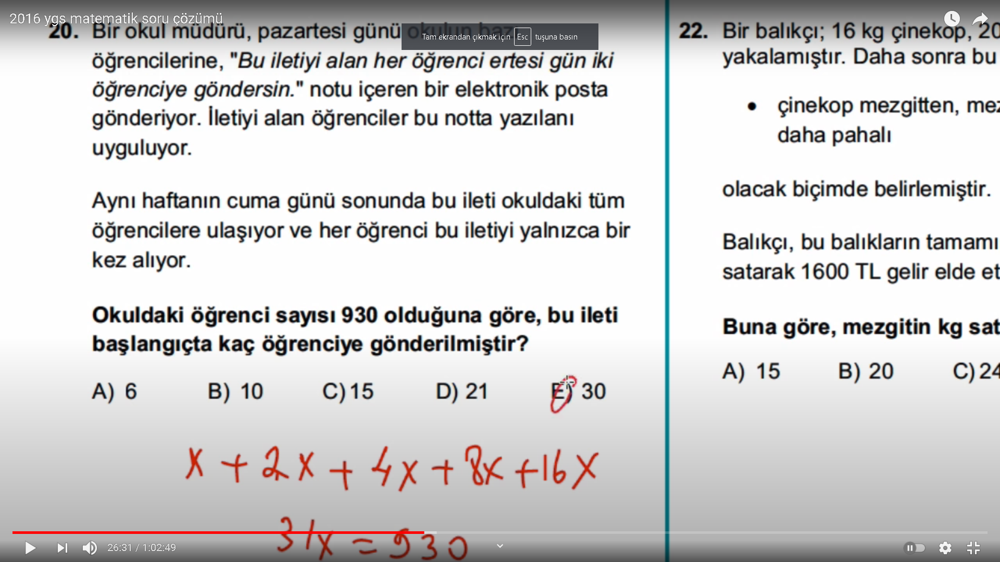 2016 ygs matematik soru çözümü
Tam ekrandan çıkmak için Esc tuşuna basın
20. Bir okul müdürü, pazartesi günü okulun bazı
öğrencilerine, "Bu iletiyi alan her öğrenci ertesi gün iki
öğrenciye göndersin." notu içeren bir elektronik posta
gönderiyor. İletiyi alan öğrenciler bu notta yazılanı
uyguluyor.
Aynı haftanın cuma günü sonunda bu ileti okuldaki tüm
öğrencilere ulaşıyor ve her öğrenci bu iletiyi yalnızca bir
kez alıyor.
Okuldaki öğrenci sayısı 930 olduğuna göre, bu ileti
başlangıçta kaç öğrenciye gönderilmiştir?
A) 6 B) 10 C) 15 D) 21 E) 30
x + 2x + 4x + 8x + 16x
31x = 930
22. Bir balıkçı; 16 kg çinekop, 20
yakalamıştır. Daha sonra bu
• çinekop mezgitten, mez
daha pahalı
olacak biçimde belirlemiştir.
Balıkçı, bu balıkların tamamı
satarak 1600 TL gelir elde et
Buna göre, mezgitin kg sat
A) 15 B) 20 C) 24
26:31 / 1:02:49